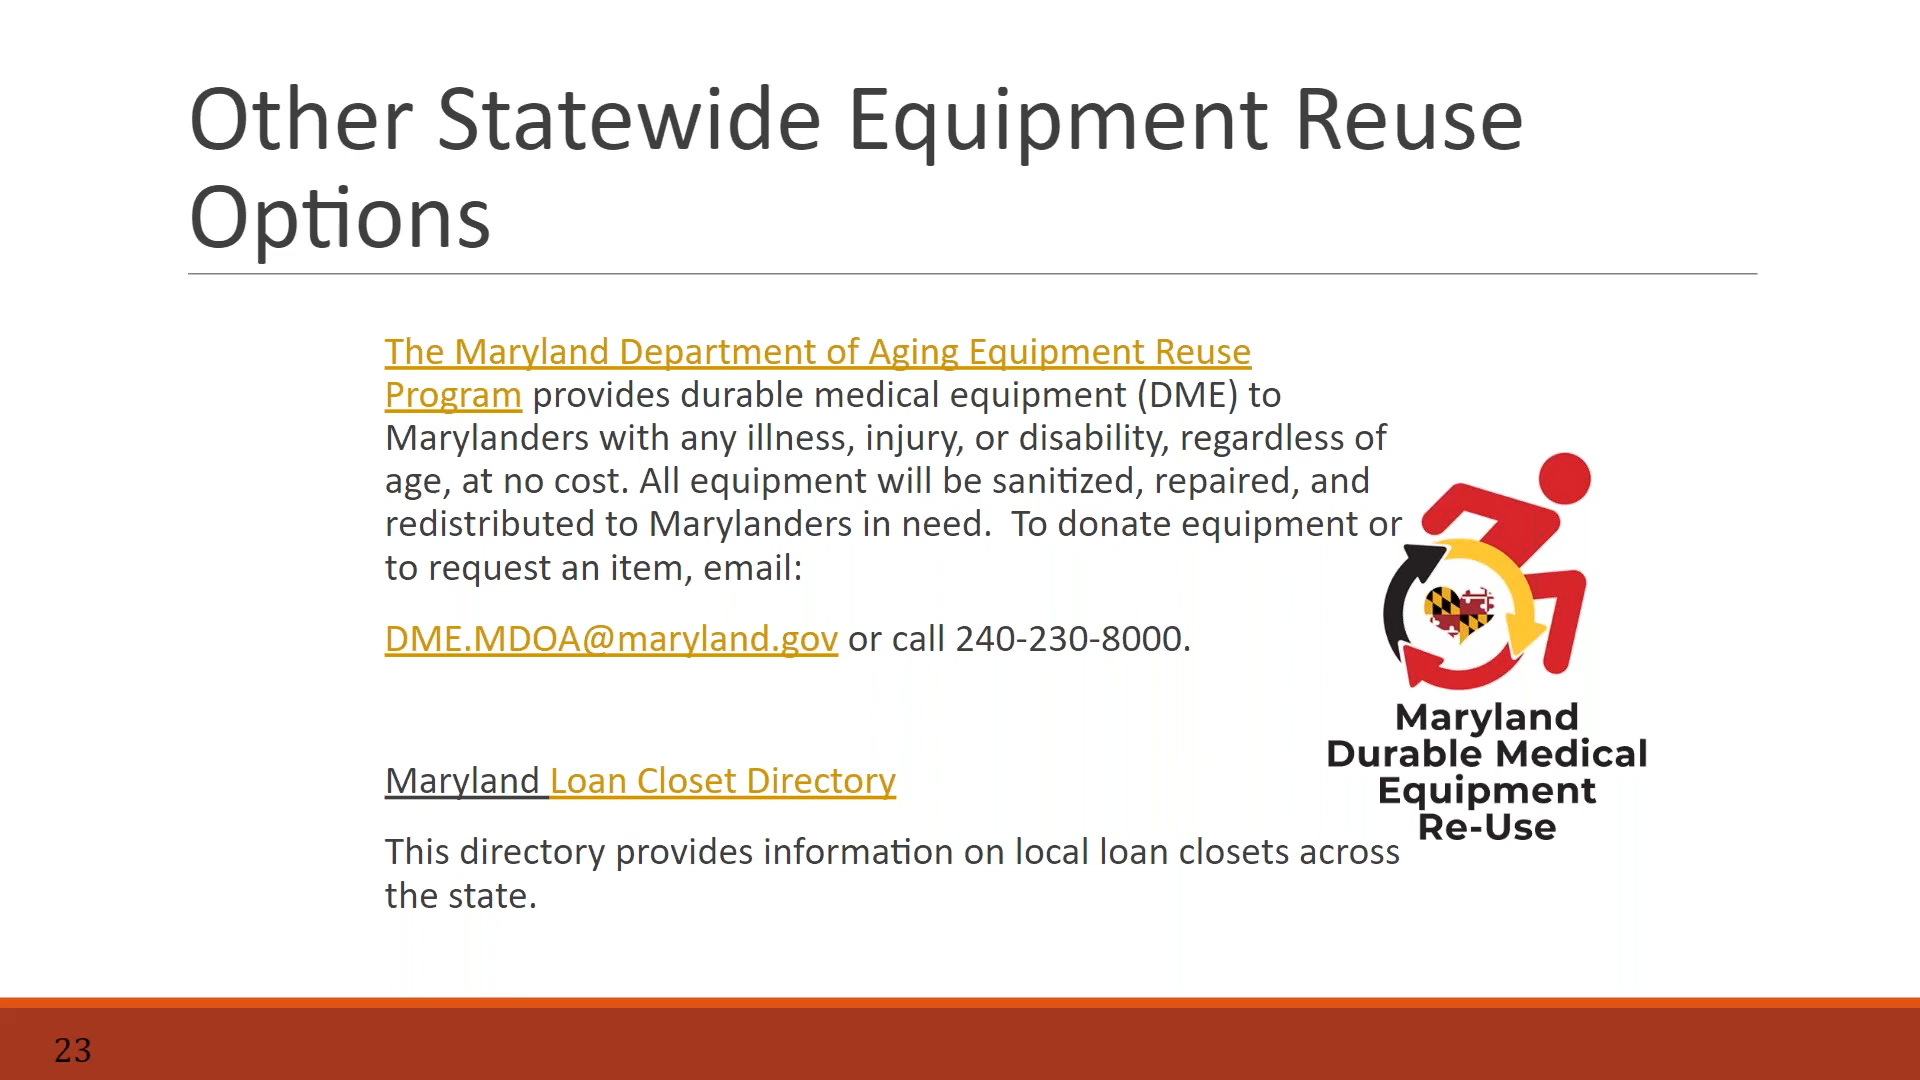 Other Statewide Equipment Reuse
Options
The Maryland Department of Aging Equipment Reuse
Program provides durable medical equipment (DME) to
Marylanders with any illness, injury, or disability, regardless of
age, at no cost. All equipment will be sanitized, repaired, and
redistributed to Marylanders in need.  To donate equipment or
to request an item, email:
DME.MDOA@maryland.gov or call 240-230-8000.
Maryland Loan Closet Directory
This directory provides information on local loan closets across
the state.
Maryland
Durable Medical
Equipment
Re-Use
23